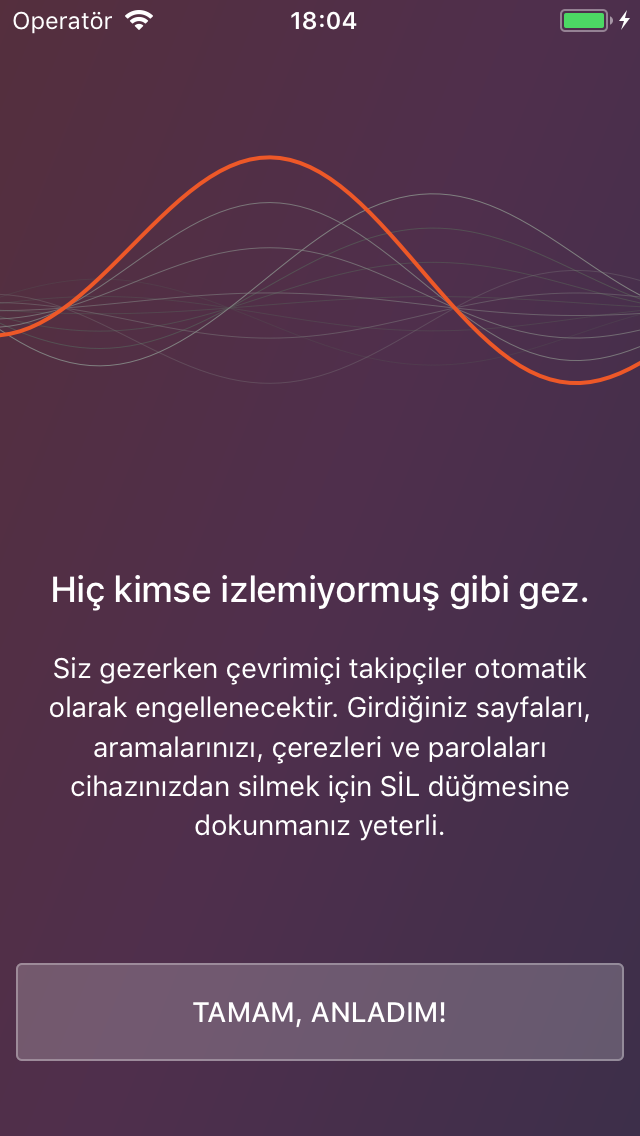 Operatör 18:04
Hiç kimse izlemiyormuş gibi gez.
Siz gezerken çevrimiçi takipçiler otomatik
olarak engellenecektir. Girdiğiniz sayfaları,
aramalarınızı, çerezleri ve parolaları
cihazınızdan silmek için SİL düğmesine
dokunmanız yeterli.
TAMAM, ANLADIM!